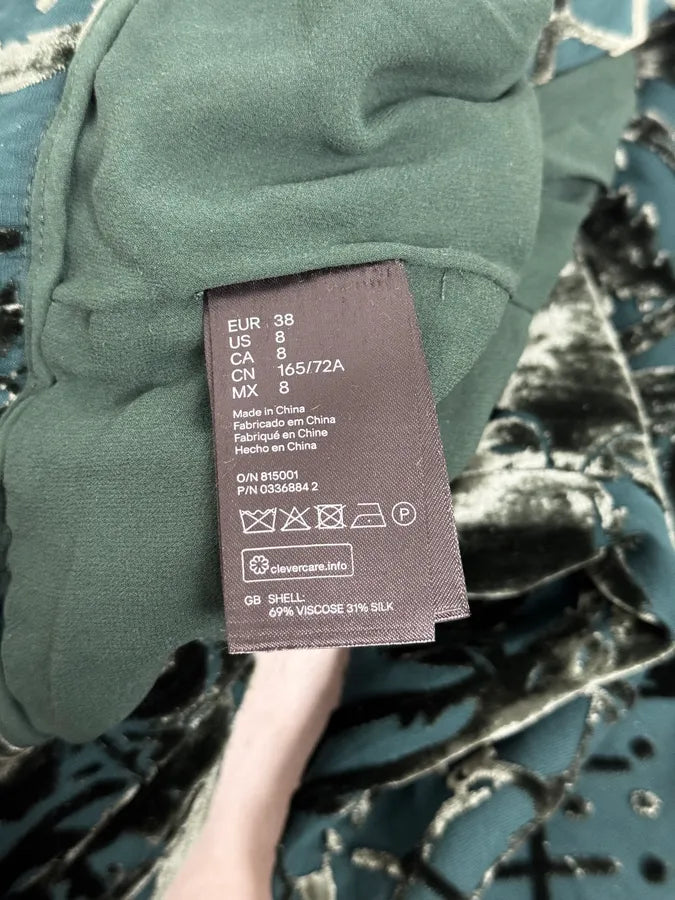 EUR 38
US 8
CA 8
CN 165/72A
MX 8
Made in China
Fabricado em China
Fabriqué en Chine
Hecho en China
O/N 815001
P/N 0336884 2
P
clevercare.info
GB SHELL:
69% VISCOSE 31% SILK